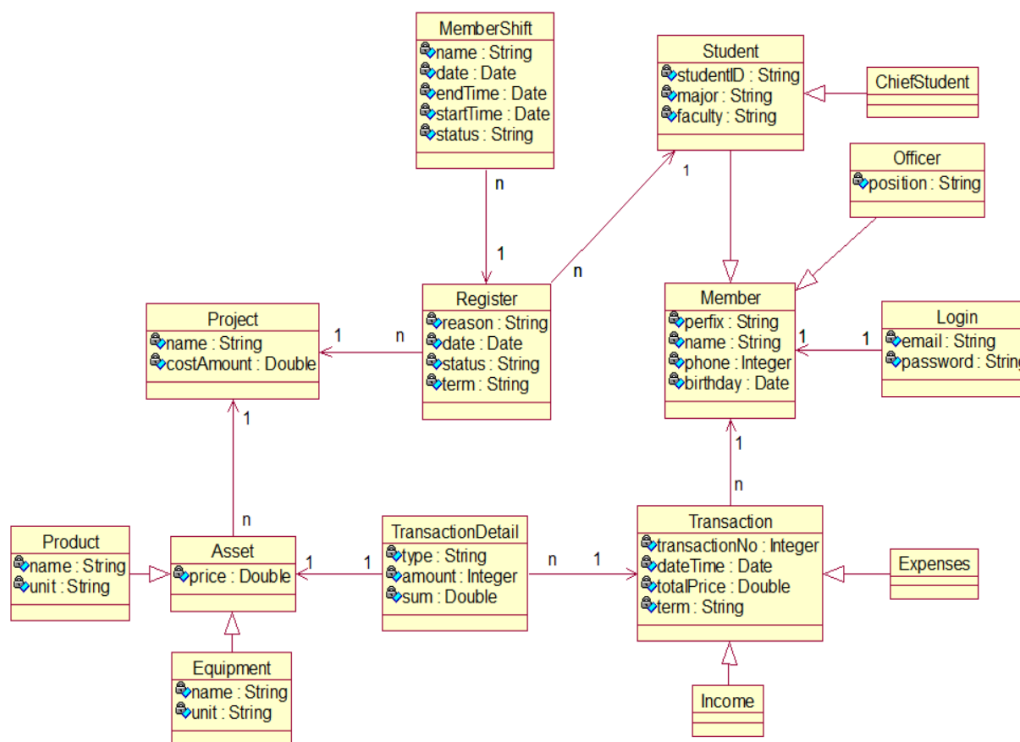 MemberShift
name : String
date : Date
endTime : Date
startTime : Date
status : String
Student
studentID : String
major : String
faculty : String
ChiefStudent
Officer
position : String
n
1
1
n
Register
reason : String
date : Date
status : String
term : String
Member
perfix : String
name : String
phone : Integer
birthday : Date
Login
email : String
password : String
1
1
Project
name : String
costAmount : Double
1
n
1
n
1
n
Product
name : String
unit : String
Asset
price : Double
1
1
TransactionDetail
type : String
amount : Integer
sum : Double
n
1
Transaction
transactionNo : Integer
dateTime : Date
totalPrice : Double
term : String
Expenses
Equipment
name : String
unit : String
Income